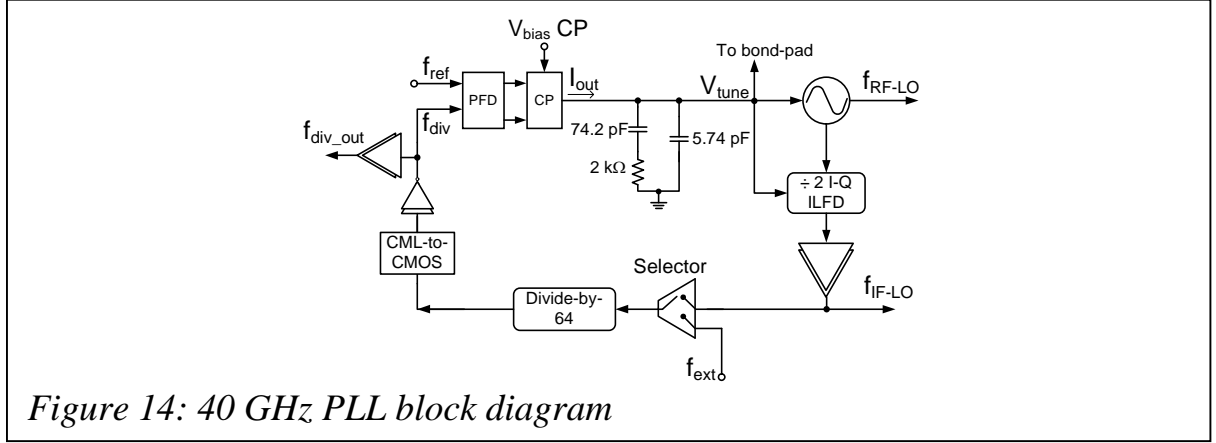 V_bias CP
To bond-pad
f_ref
PFD
CP
I_out
V_tune
f_RF-LO
f_div_out
f_div
74.2 pF
5.74 pF
2 kΩ
÷ 2 I-Q
ILFD
CML-to-
CMOS
Selector
Divide-by-
64
f_IF-LO
f_ext
Figure 14: 40 GHz PLL block diagram